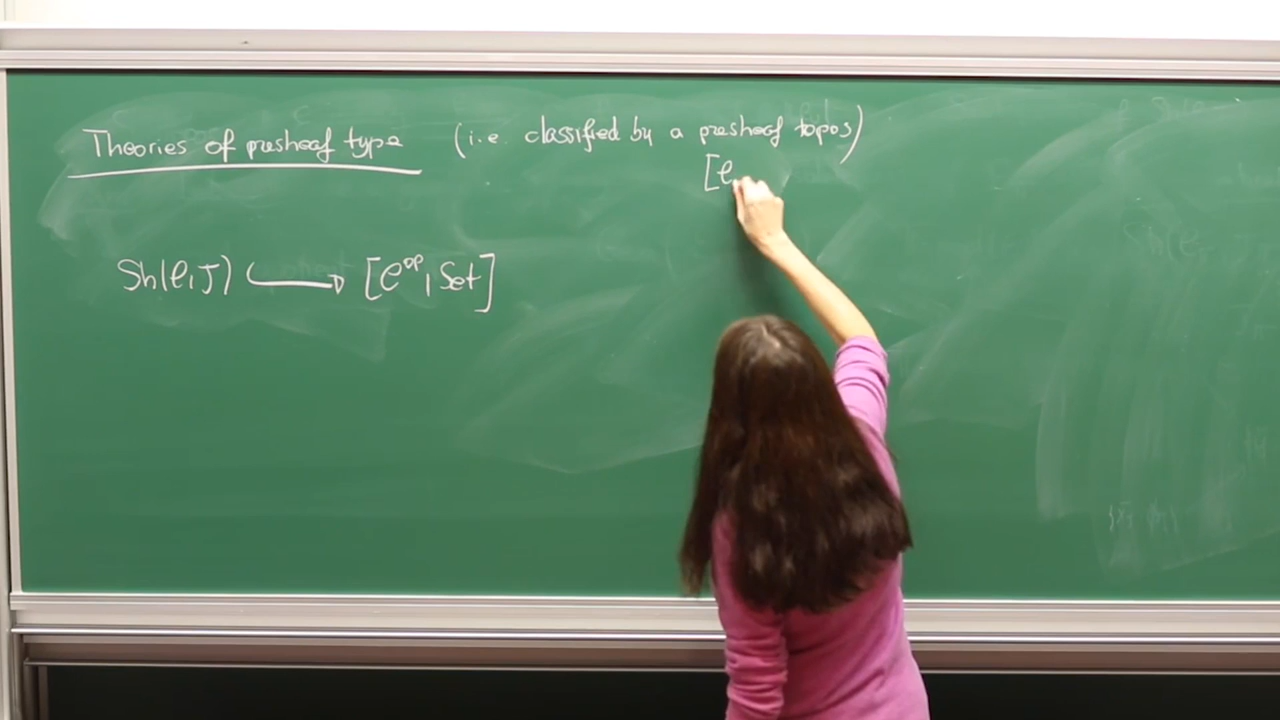 Theories of presheaf type (i.e. classified by a presheaf topos)
[C
Sh(C,J) ↪ [C^op, Set]